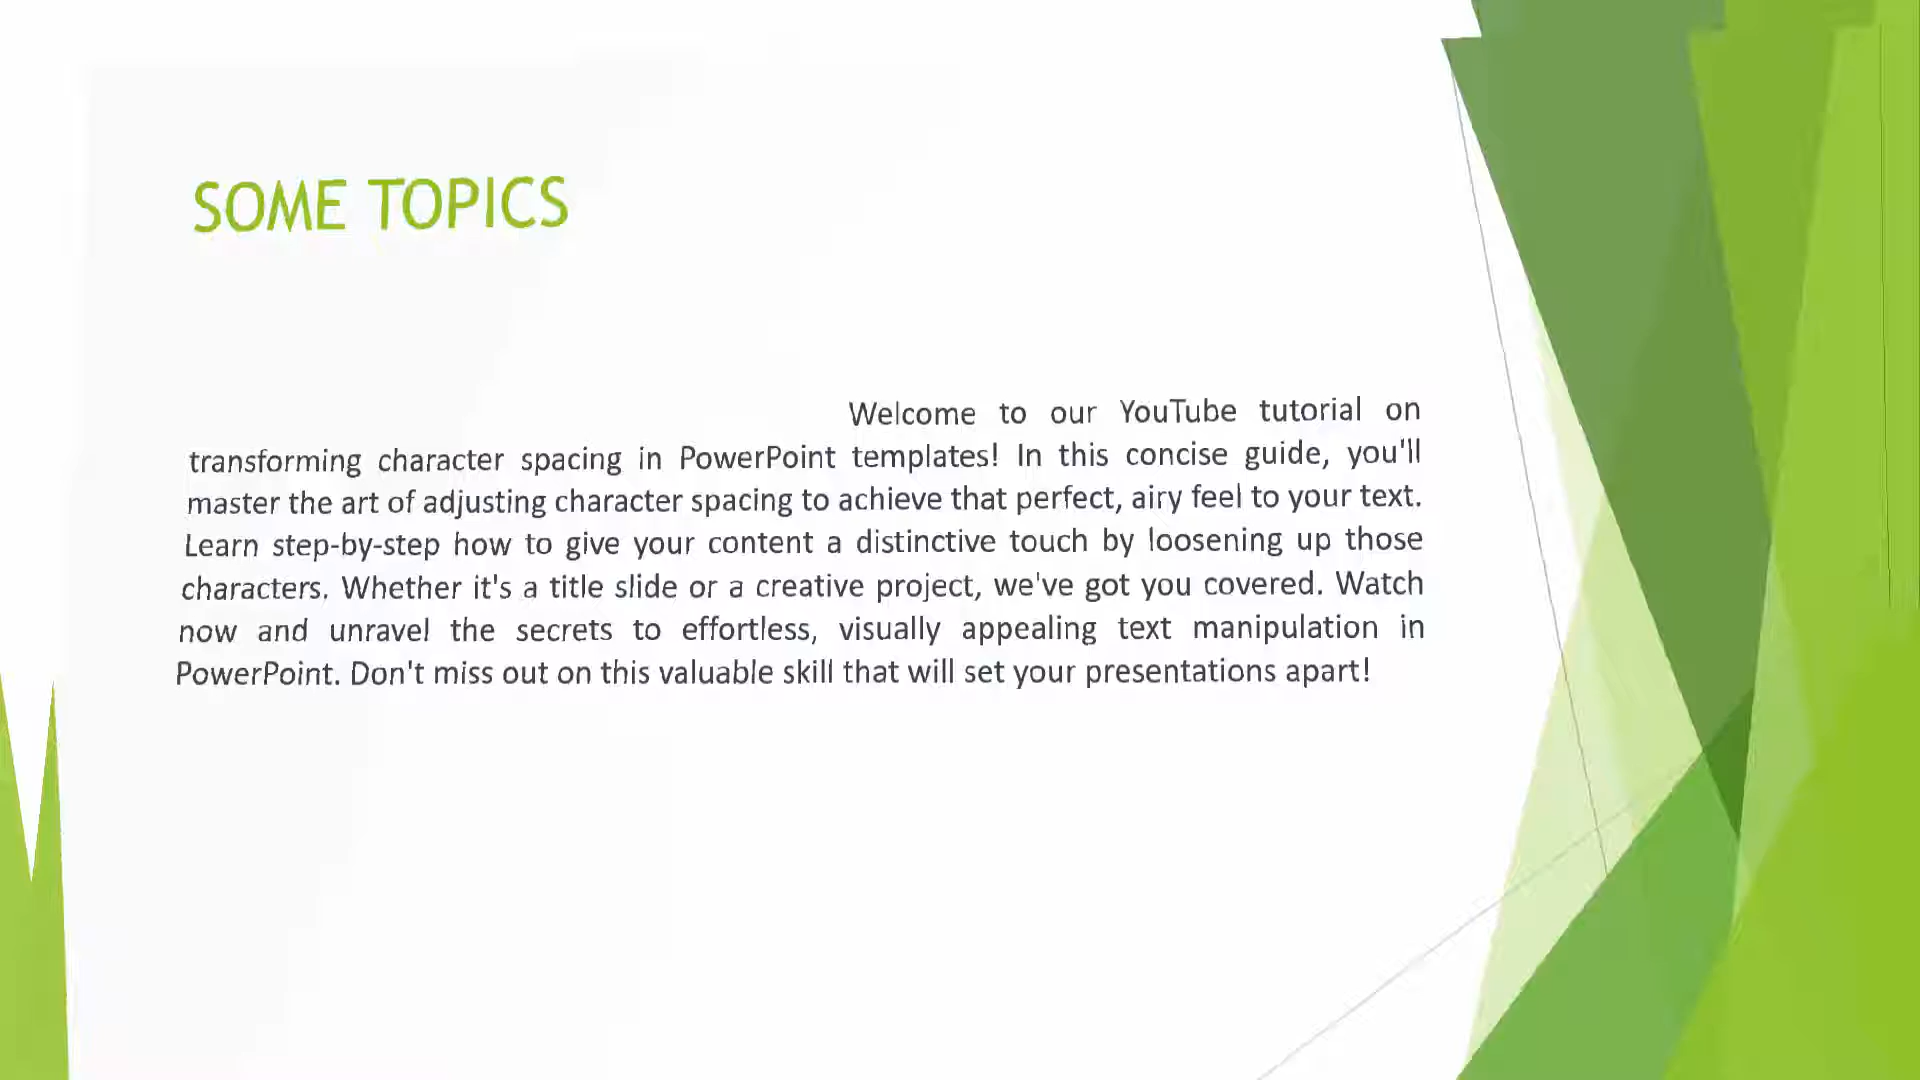 SOME TOPICS
Welcome to our YouTube tutorial on
transforming character spacing in PowerPoint templates! In this concise guide, you'll
master the art of adjusting character spacing to achieve that perfect, airy feel to your text.
Learn step-by-step how to give your content a distinctive touch by loosening up those
characters. Whether it's a title slide or a creative project, we've got you covered. Watch
now and unravel the secrets to effortless, visually appealing text manipulation in
PowerPoint. Don't miss out on this valuable skill that will set your presentations apart!